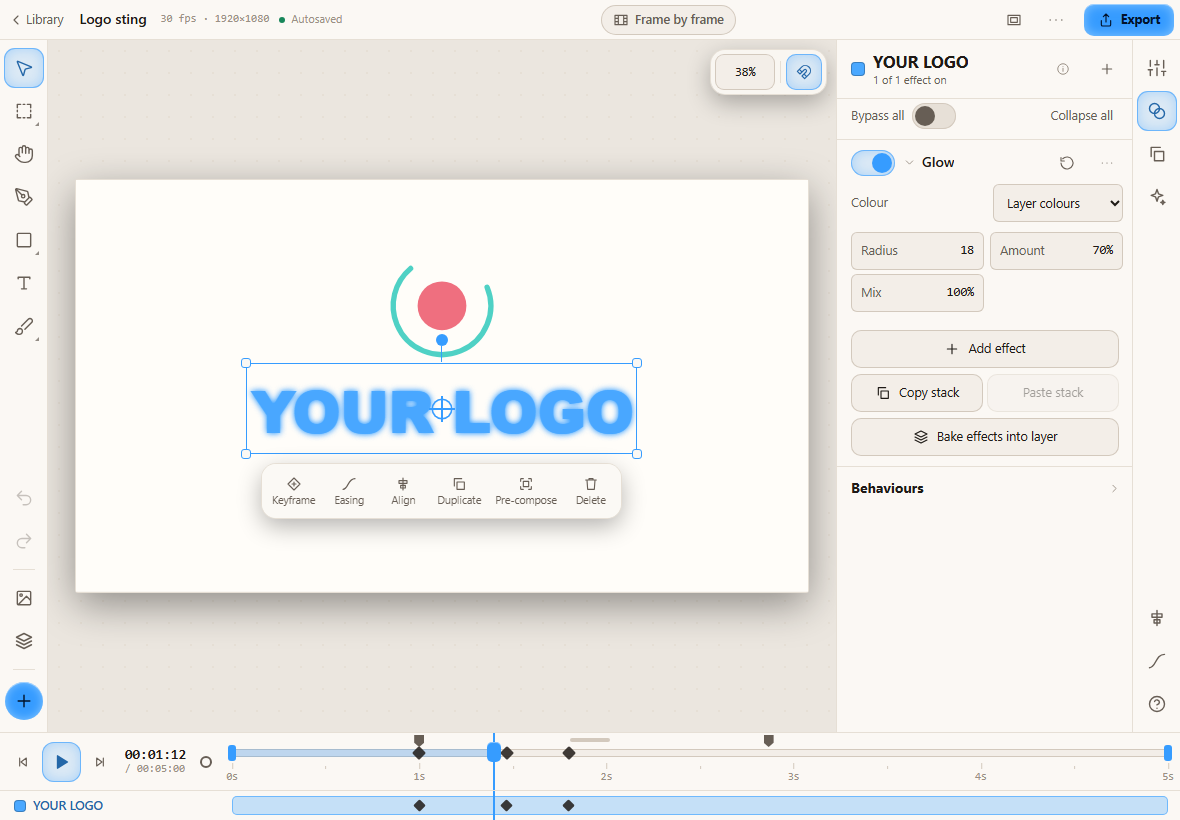 Library
Logo sting
30 fps · 1920×1080
Autosaved
Frame by frame
Export
38%
YOUR LOGO
1 of 1 effect on
Bypass all
Collapse all
Glow
Colour
Layer colours
Radius 18
Amount 70%
Mix 100%
Add effect
Copy stack
Paste stack
Bake effects into layer
Behaviours
YOUR LOGO
Keyframe
Easing
Align
Duplicate
Pre-compose
Delete
00:01:12
/ 00:05:00
0s
1s
2s
3s
4s
5s
YOUR LOGO